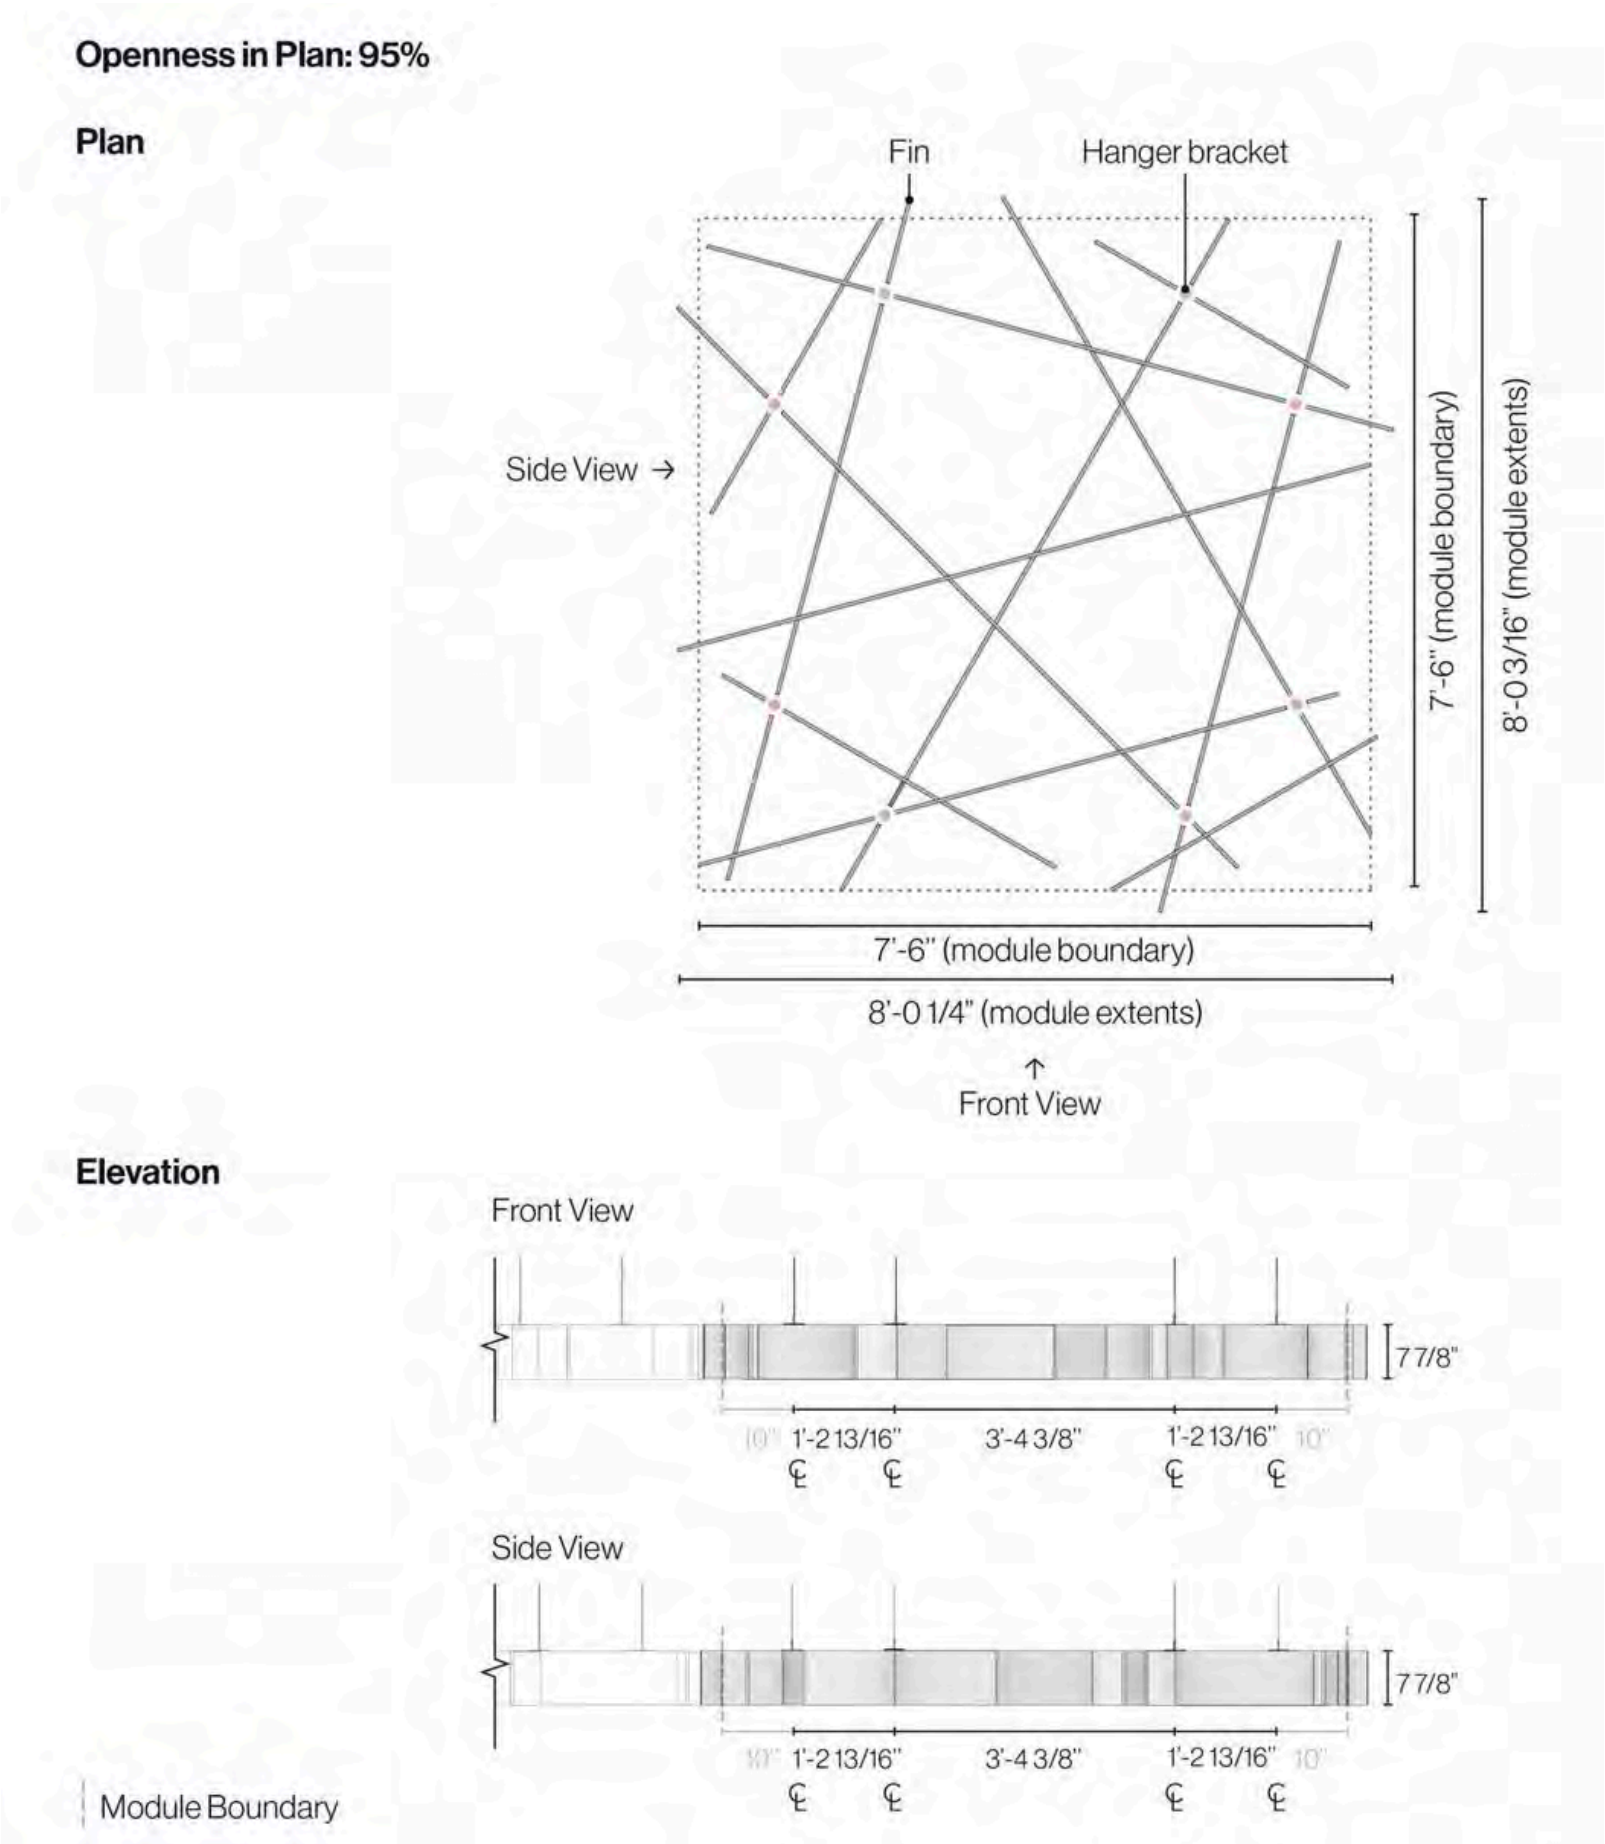 Openness in Plan: 95%
Plan
Fin
Hanger bracket
Side View →
7'-6" (module boundary)
8'-0 3/16" (module extents)
7'-6" (module boundary)
8'-0 1/4" (module extents)
↑
Front View
Elevation
Front View
7 7/8"
10" 1'-2 13/16" 3'-4 3/8" 1'-2 13/16" 10"
℄ ℄ ℄ ℄
Side View
7 7/8"
10" 1'-2 13/16" 3'-4 3/8" 1'-2 13/16" 10"
℄ ℄ ℄ ℄
Module Boundary